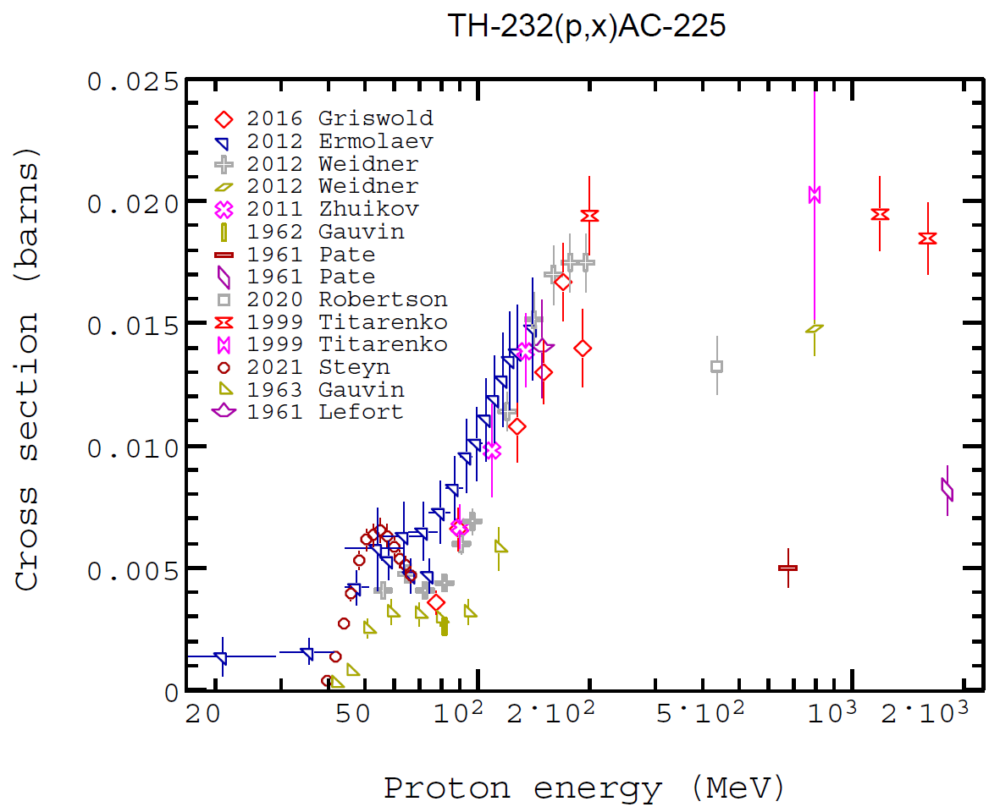 TH-232(p,x)AC-225
0.025
0.020
0.015
0.010
0.005
0
Cross section (barns)
2016 Griswold
2012 Ermolaev
2012 Weidner
2012 Weidner
2011 Zhuikov
1962 Gauvin
1961 Pate
1961 Pate
2020 Robertson
1999 Titarenko
1999 Titarenko
2021 Steyn
1963 Gauvin
1961 Lefort
20 50 10² 2·10² 5·10² 10³ 2·10³
Proton energy (MeV)